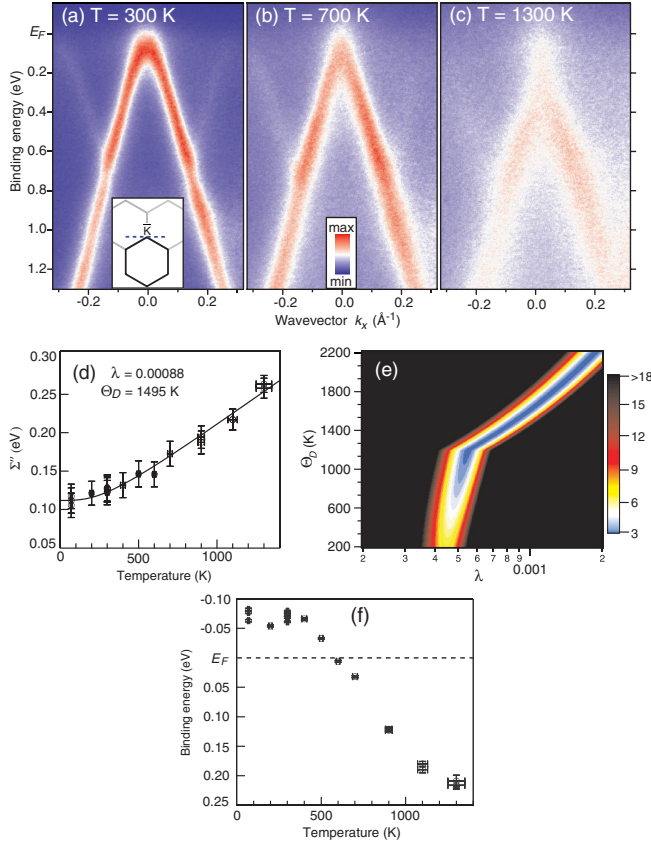 (a) T = 300 K
(b) T = 700 K
(c) T = 1300 K
E_F
0.2
0.4
0.6
0.8
1.0
1.2
Binding energy (eV)
K̅
max
min
-0.2 0.0 0.2
-0.2 0.0 0.2
-0.2 0.0 0.2
Wavevector k_x (Å⁻¹)
(d)
λ = 0.00088
Θ_D = 1495 K
0.30
0.25
0.20
0.15
0.10
0.05
Σ'' (eV)
0 500 1000
Temperature (K)
(e)
2200
1800
1400
1000
600
200
Θ_D (K)
2 3 4 5 6 7 8 9 0.001 2
λ
>18
15
12
9
6
3
(f)
-0.10
-0.05
E_F
0.05
0.10
0.15
0.20
0.25
Binding energy (eV)
0 500 1000
Temperature (K)